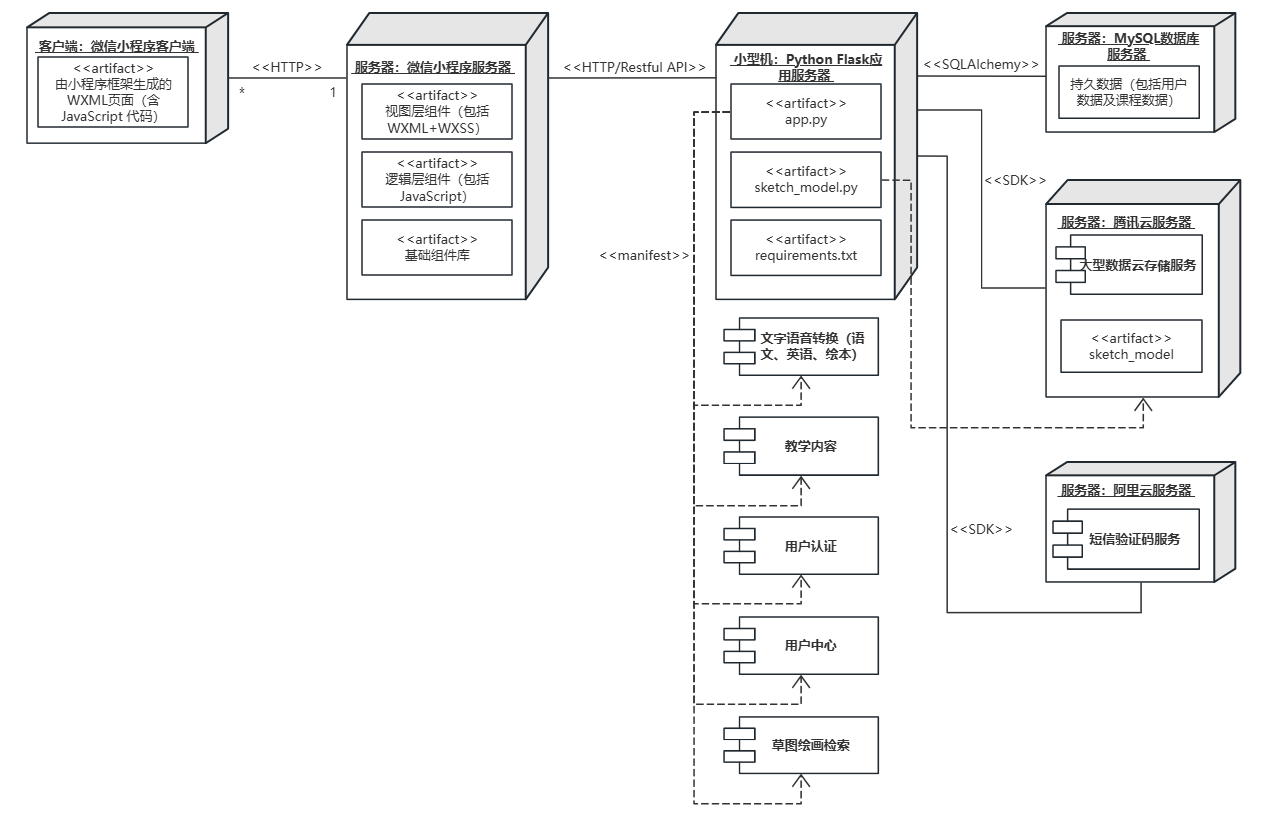 客户端：微信小程序客户端
<<artifact>>
由小程序框架生成的
WXML页面（含
JavaScript 代码）
<<HTTP>>
*
1
服务器：微信小程序服务器
<<artifact>>
视图层组件（包括
WXML+WXSS）
<<artifact>>
逻辑层组件（包括
JavaScript）
<<artifact>>
基础组件库
<<HTTP/Restful API>>
小型机：Python Flask应
用服务器
<<artifact>>
app.py
<<artifact>>
sketch_model.py
<<artifact>>
requirements.txt
<<manifest>>
文字语音转换（语
文、英语、绘本）
教学内容
用户认证
用户中心
草图绘画检索
<<SQLAlchemy>>
服务器：MySQL数据库
服务器
<<artifact>>
持久数据（包括用户
数据及课程数据）
<<SDK>>
服务器：腾讯云服务器
大型数据云存储服务
<<artifact>>
sketch_model
<<SDK>>
服务器：阿里云服务器
短信验证码服务